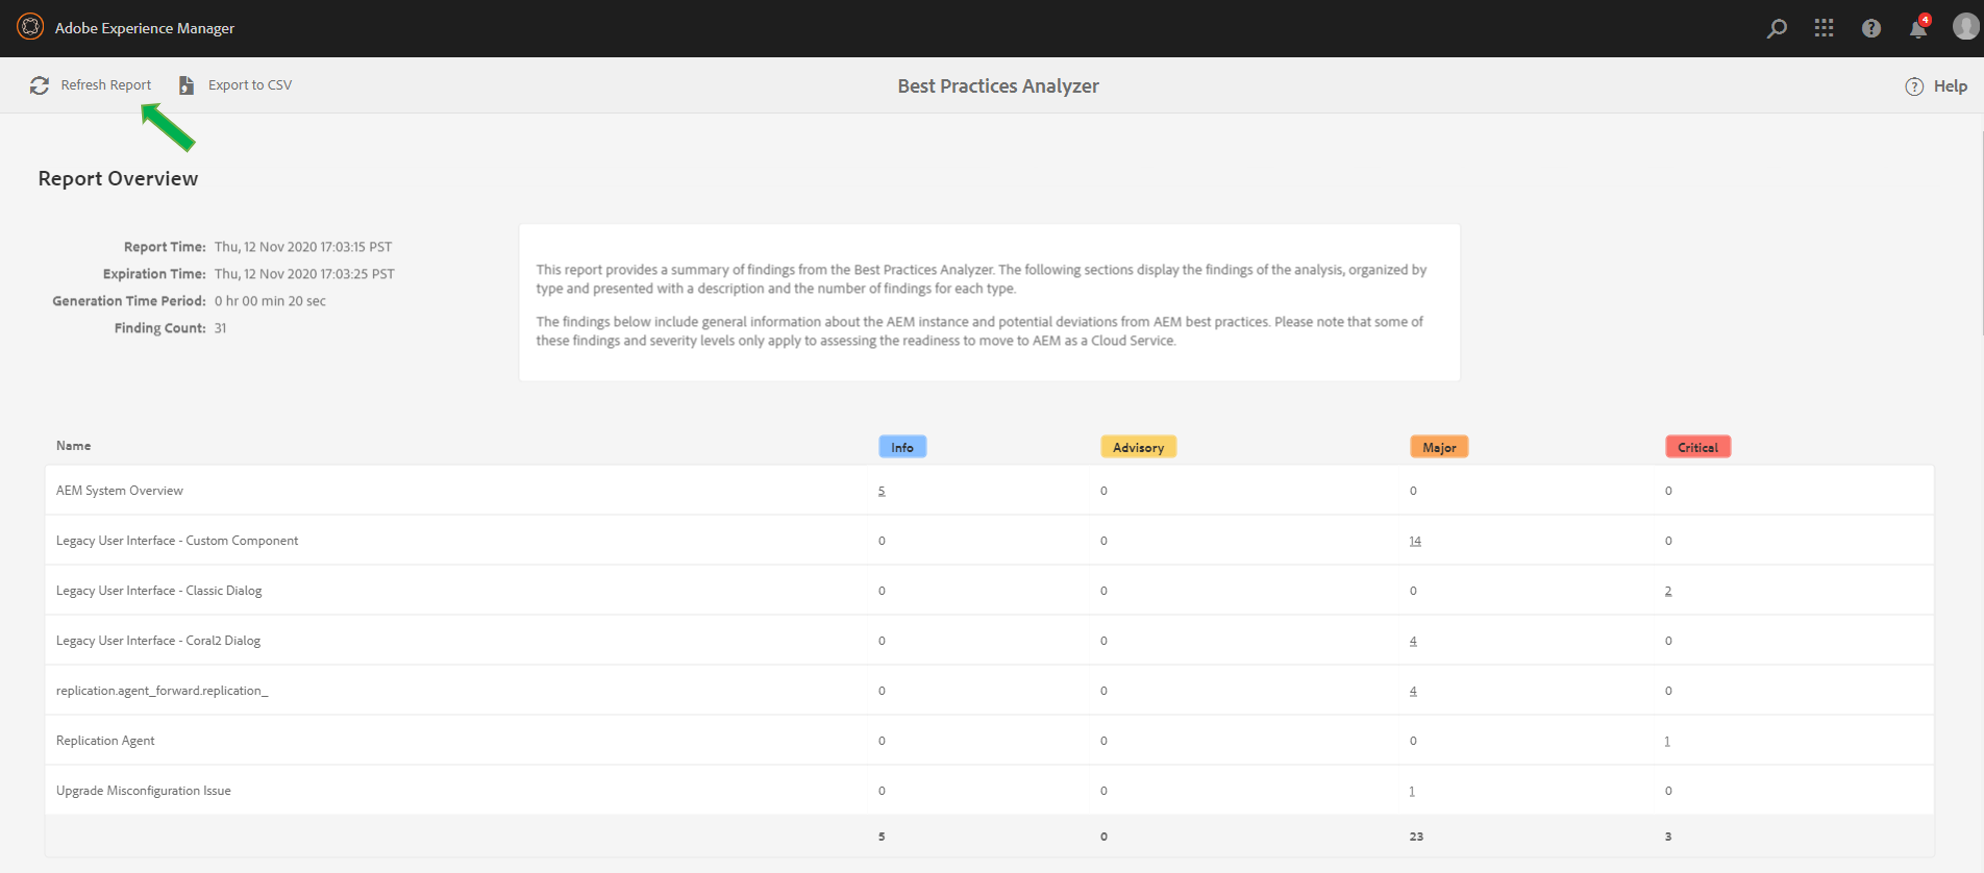 Adobe Experience Manager
4
Refresh Report
Export to CSV
Best Practices Analyzer
Help
Report Overview
Report Time: Thu, 12 Nov 2020 17:03:15 PST
Expiration Time: Thu, 12 Nov 2020 17:03:25 PST
Generation Time Period: 0 hr 00 min 20 sec
Finding Count: 31
This report provides a summary of findings from the Best Practices Analyzer. The following sections display the findings of the analysis, organized by
type and presented with a description and the number of findings for each type.
The findings below include general information about the AEM instance and potential deviations from AEM best practices. Please note that some of
these findings and severity levels only apply to assessing the readiness to move to AEM as a Cloud Service.
Name Info Advisory Major Critical
AEM System Overview 5 0 0 0
Legacy User Interface - Custom Component 0 0 14 0
Legacy User Interface - Classic Dialog 0 0 0 2
Legacy User Interface - Coral2 Dialog 0 0 4 0
replication.agent_forward.replication_ 0 0 4 0
Replication Agent 0 0 0 1
Upgrade Misconfiguration Issue 0 0 1 0
5 0 23 3